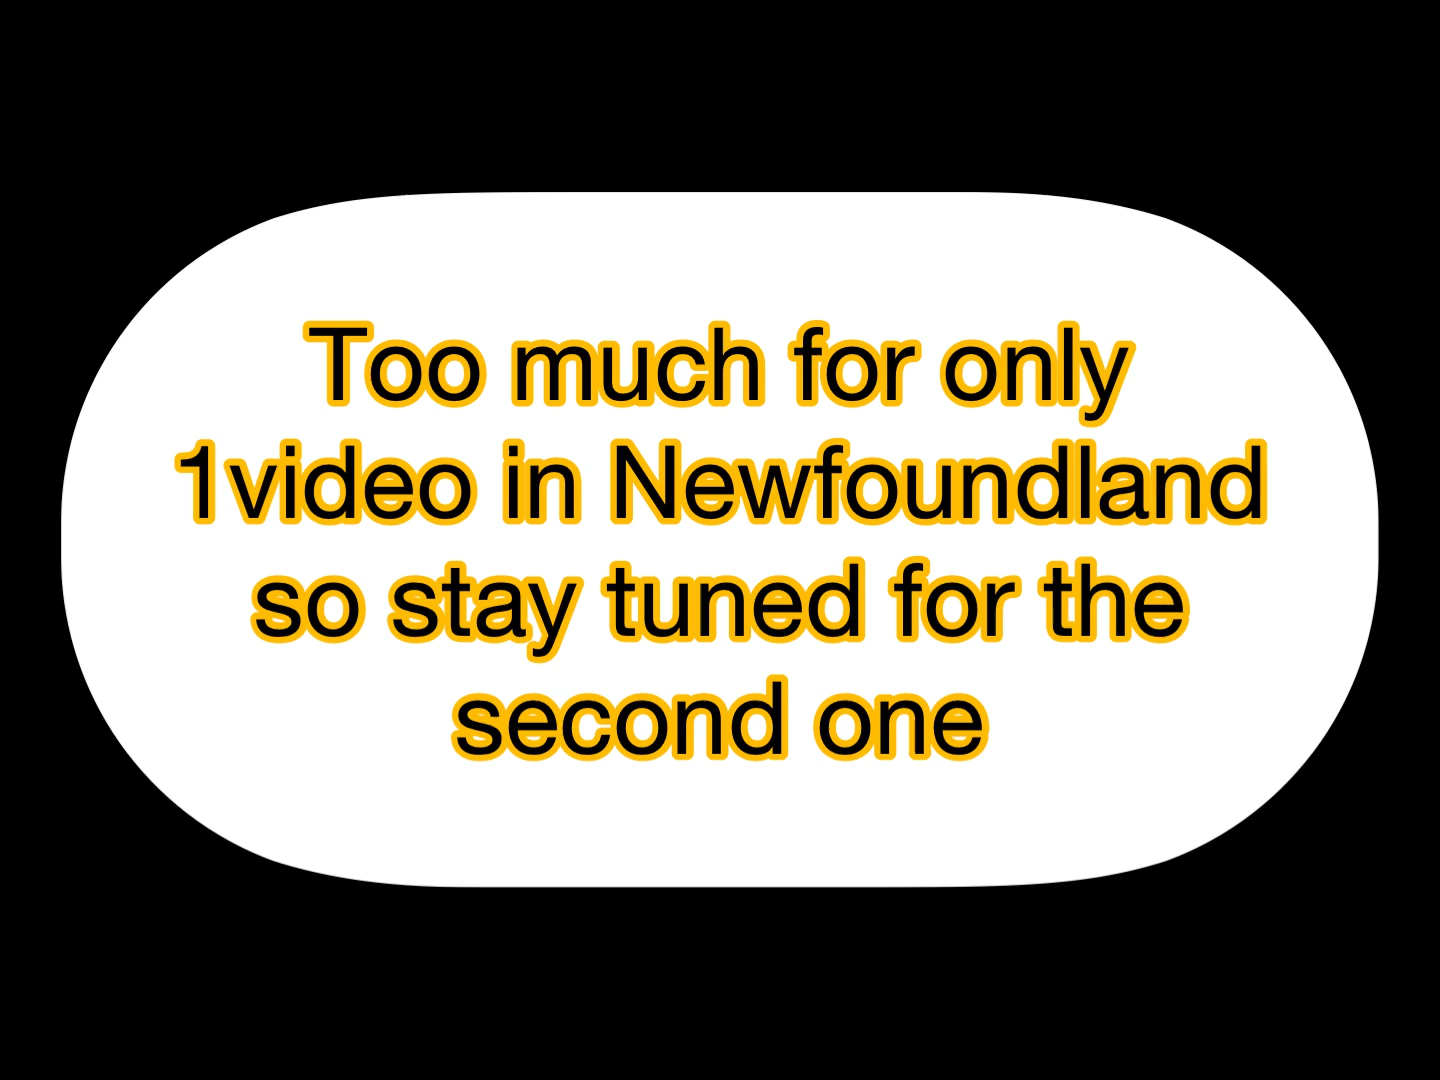 Too much for only
1video in Newfoundland
so stay tuned for the
second one